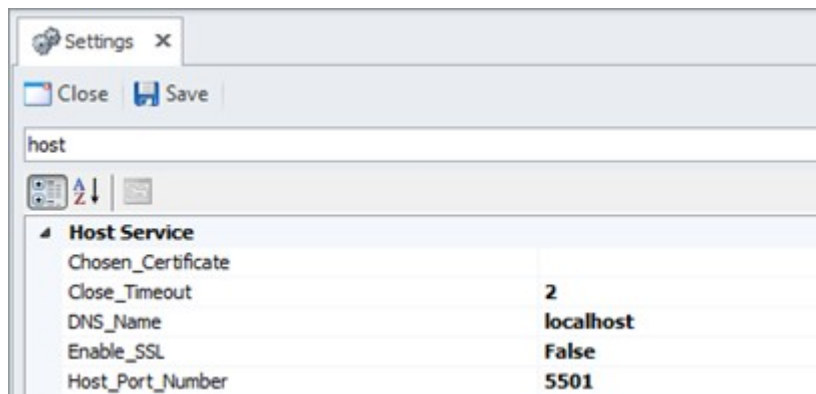 Settings
Close Save
host
Host Service
Chosen_Certificate
Close_Timeout 2
DNS_Name localhost
Enable_SSL False
Host_Port_Number 5501